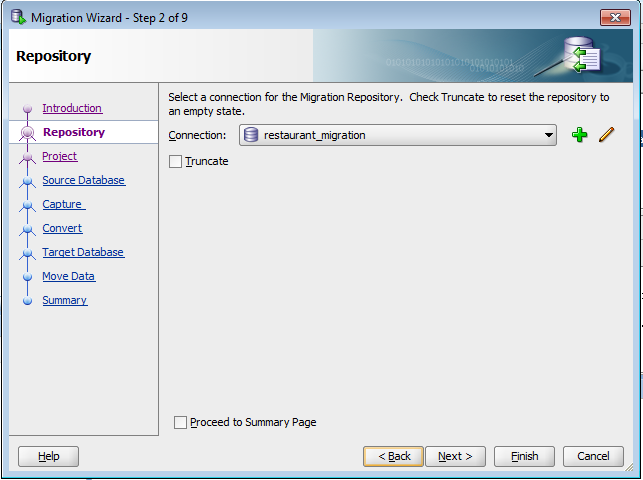 Migration Wizard - Step 2 of 9
Repository
0101010101010101010101010101
0101010101010
Introduction
Repository
Project
Source Database
Capture
Convert
Target Database
Move Data
Summary
Select a connection for the Migration Repository. Check Truncate to reset the repository to
an empty state.
Connection: restaurant_migration
Truncate
Proceed to Summary Page
Help
< Back
Next >
Finish
Cancel